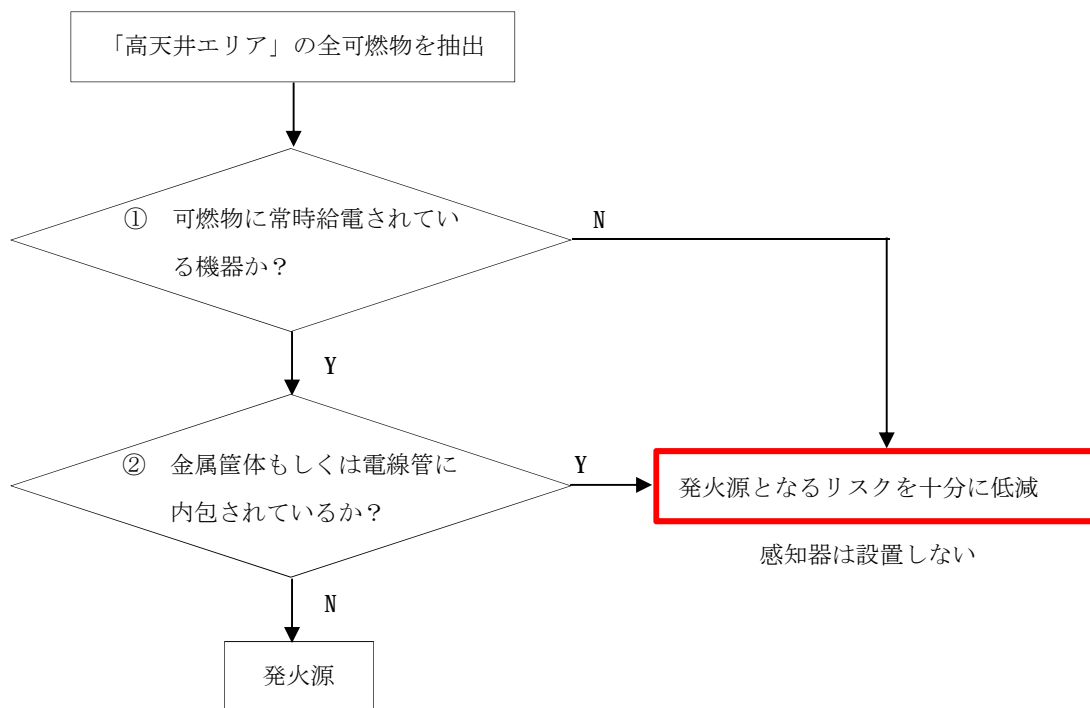 「高天井エリア」の全可燃物を抽出
① 可燃物に常時給電されてい
る機器か？
N
Y
② 金属筐体もしくは電線管に
内包されているか？
Y
発火源となるリスクを十分に低減
感知器は設置しない
N
発火源